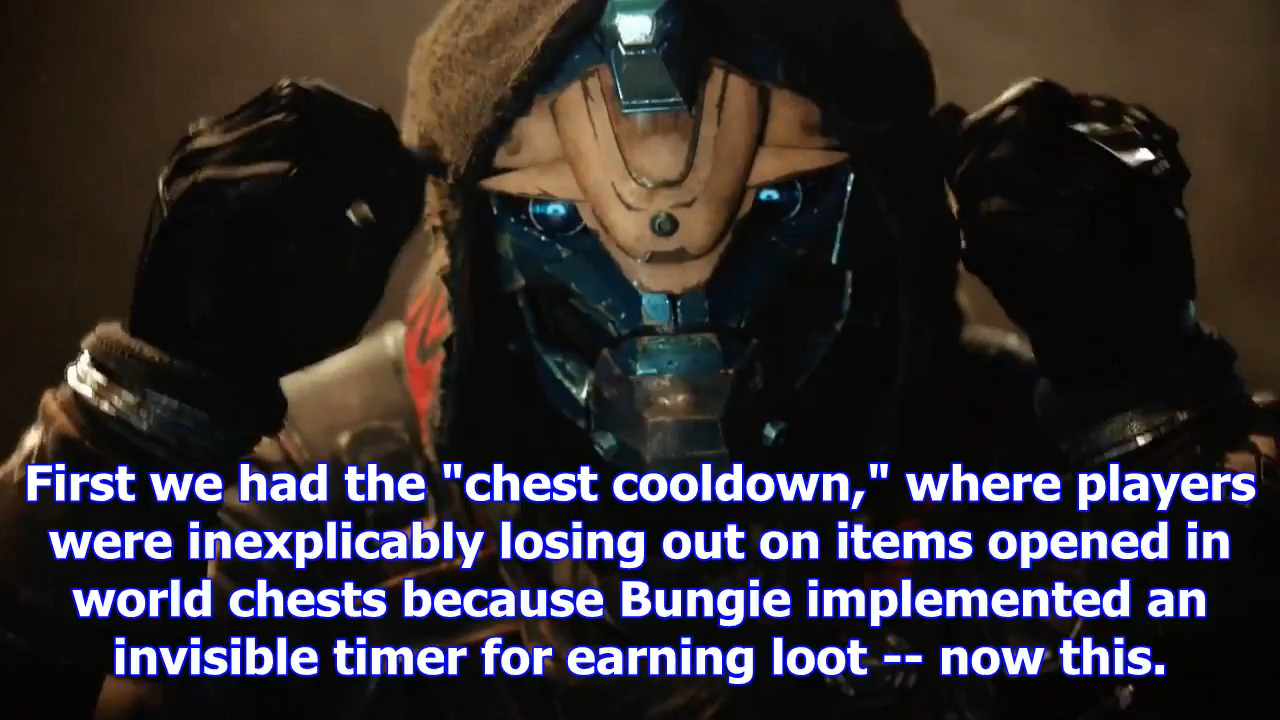 First we had the "chest cooldown," where players
were inexplicably losing out on items opened in
world chests because Bungie implemented an
invisible timer for earning loot -- now this.